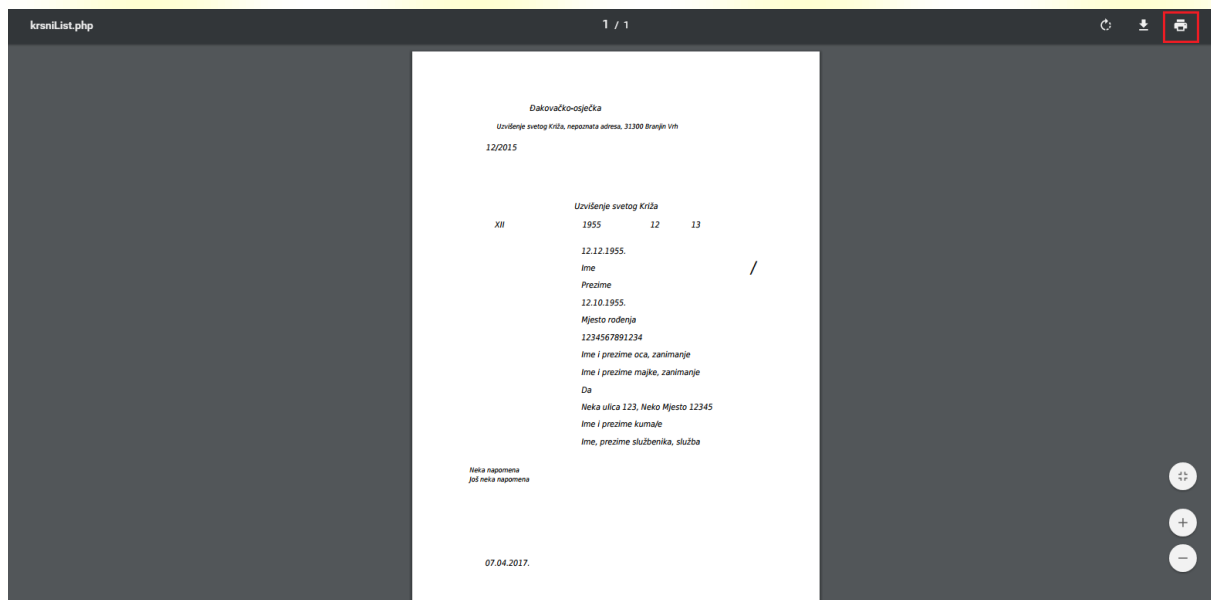 krsniList.php 1 / 1
Đakovačko-osječka
Uzvišenje svetog Križa, nepoznata adresa, 31300 Branjin Vrh
12/2015
Uzvišenje svetog Križa
XII 1955 12 13
12.12.1955.
Ime /
Prezime
12.10.1955.
Mjesto rođenja
1234567891234
Ime i prezime oca, zanimanje
Ime i prezime majke, zanimanje
Da
Neka ulica 123, Neko Mjesto 12345
Ime i prezime kuma/e
Ime, prezime službenika, služba
Neka napomena
Još neka napomena
07.04.2017.